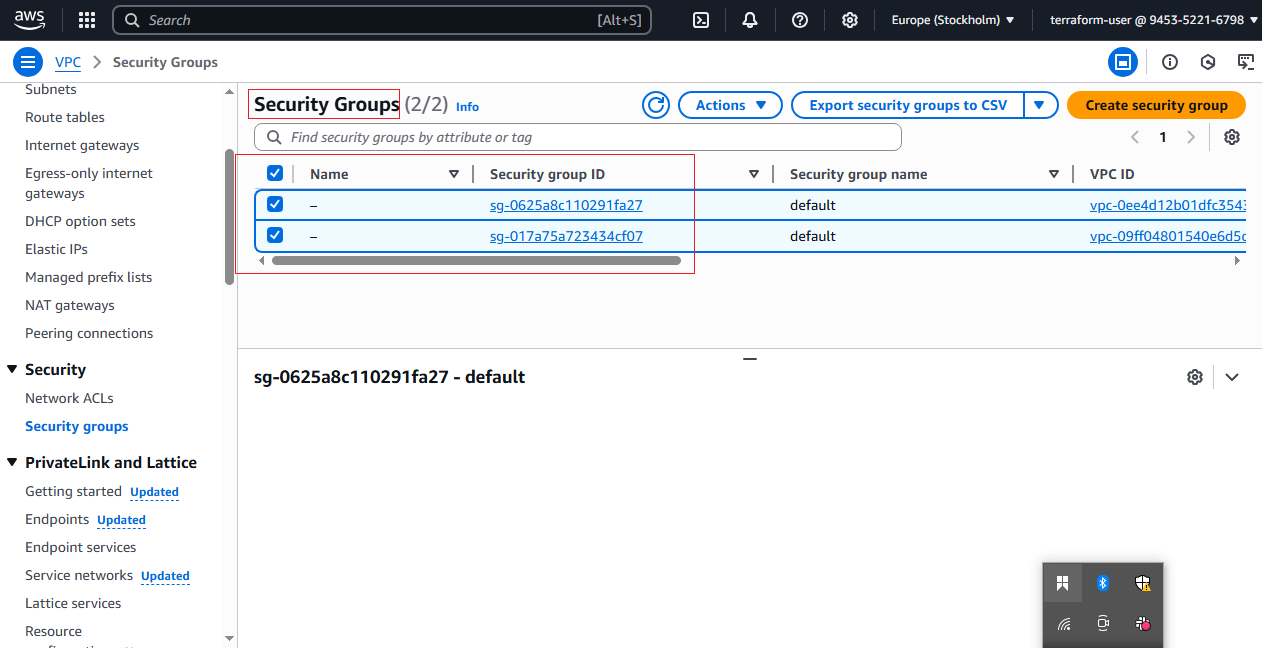 aws
Search [Alt+S]
Europe (Stockholm)
terraform-user @ 9453-5221-6798
VPC
Security Groups
Subnets
Route tables
Internet gateways
Egress-only internet
gateways
DHCP option sets
Elastic IPs
Managed prefix lists
NAT gateways
Peering connections
Security
Network ACLs
Security groups
PrivateLink and Lattice
Getting started Updated
Endpoints Updated
Endpoint services
Service networks Updated
Lattice services
Resource
Security Groups (2/2) Info
Actions
Export security groups to CSV
Create security group
Find security groups by attribute or tag
1
Name Security group ID Security group name VPC ID
– sg-0625a8c110291fa27 default vpc-0ee4d12b01dfc3543
– sg-017a75a723434cf07 default vpc-09ff04801540e6d5
sg-0625a8c110291fa27 - default